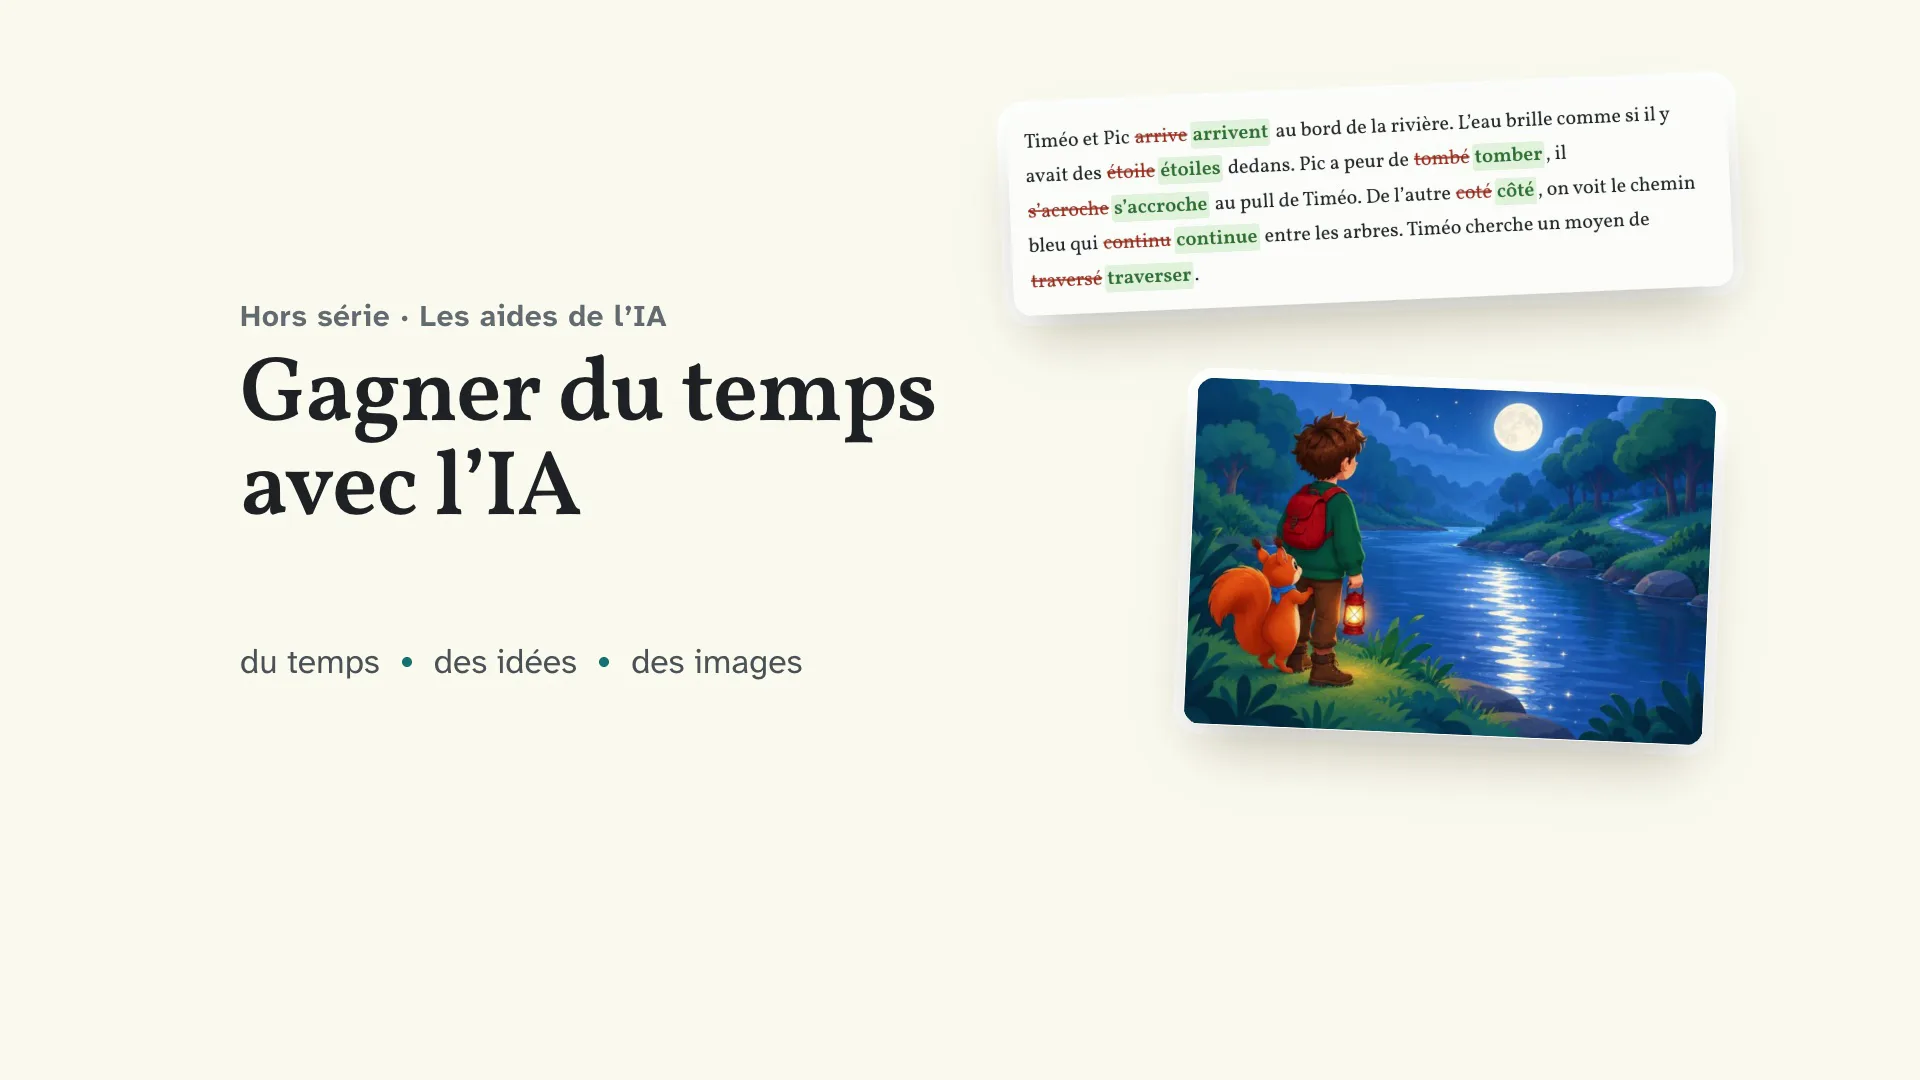 Hors série · Les aides de l’IA
Gagner du temps
avec l’IA
du temps • des idées • des images
Timéo et Pic arrive arrivent au bord de la rivière. L’eau brille comme si il y
avait des étoile étoiles dedans. Pic a peur de tombé tomber, il
s’acroche s’accroche au pull de Timéo. De l’autre coté côté, on voit le chemin
bleu qui continu continue entre les arbres. Timéo cherche un moyen de
traversé traverser.